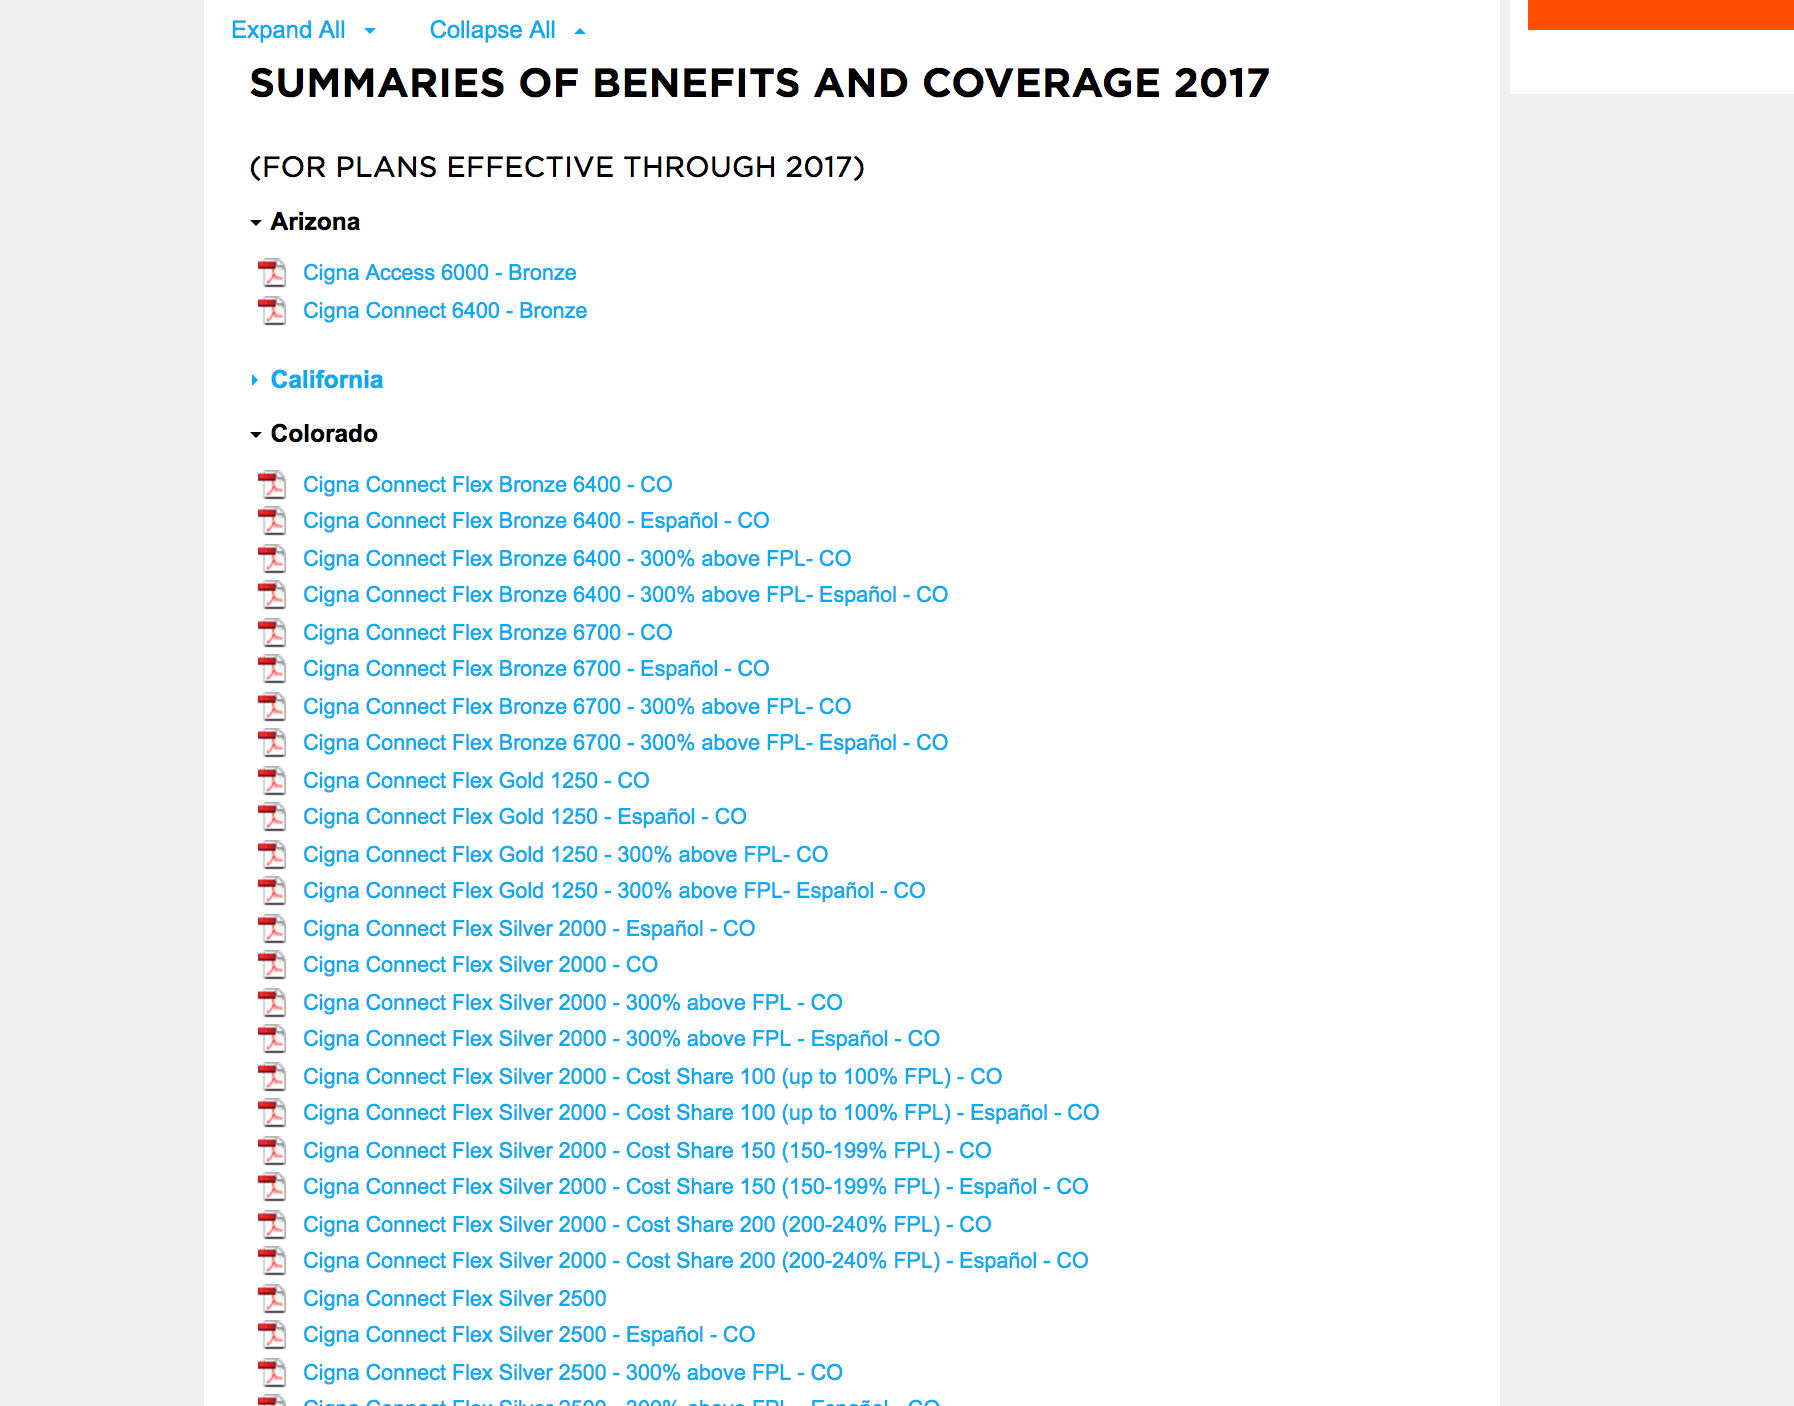 Expand All Collapse All
SUMMARIES OF BENEFITS AND COVERAGE 2017
(FOR PLANS EFFECTIVE THROUGH 2017)
Arizona
Cigna Access 6000 - Bronze
Cigna Connect 6400 - Bronze
California
Colorado
Cigna Connect Flex Bronze 6400 - CO
Cigna Connect Flex Bronze 6400 - Español - CO
Cigna Connect Flex Bronze 6400 - 300% above FPL- CO
Cigna Connect Flex Bronze 6400 - 300% above FPL- Español - CO
Cigna Connect Flex Bronze 6700 - CO
Cigna Connect Flex Bronze 6700 - Español - CO
Cigna Connect Flex Bronze 6700 - 300% above FPL- CO
Cigna Connect Flex Bronze 6700 - 300% above FPL- Español - CO
Cigna Connect Flex Gold 1250 - CO
Cigna Connect Flex Gold 1250 - Español - CO
Cigna Connect Flex Gold 1250 - 300% above FPL- CO
Cigna Connect Flex Gold 1250 - 300% above FPL- Español - CO
Cigna Connect Flex Silver 2000 - Español - CO
Cigna Connect Flex Silver 2000 - CO
Cigna Connect Flex Silver 2000 - 300% above FPL - CO
Cigna Connect Flex Silver 2000 - 300% above FPL - Español - CO
Cigna Connect Flex Silver 2000 - Cost Share 100 (up to 100% FPL) - CO
Cigna Connect Flex Silver 2000 - Cost Share 100 (up to 100% FPL) - Español - CO
Cigna Connect Flex Silver 2000 - Cost Share 150 (150-199% FPL) - CO
Cigna Connect Flex Silver 2000 - Cost Share 150 (150-199% FPL) - Español - CO
Cigna Connect Flex Silver 2000 - Cost Share 200 (200-240% FPL) - CO
Cigna Connect Flex Silver 2000 - Cost Share 200 (200-240% FPL) - Español - CO
Cigna Connect Flex Silver 2500
Cigna Connect Flex Silver 2500 - Español - CO
Cigna Connect Flex Silver 2500 - 300% above FPL - CO
Cigna Connect Flex Silver 2500 - 300% above FPL - Español - CO